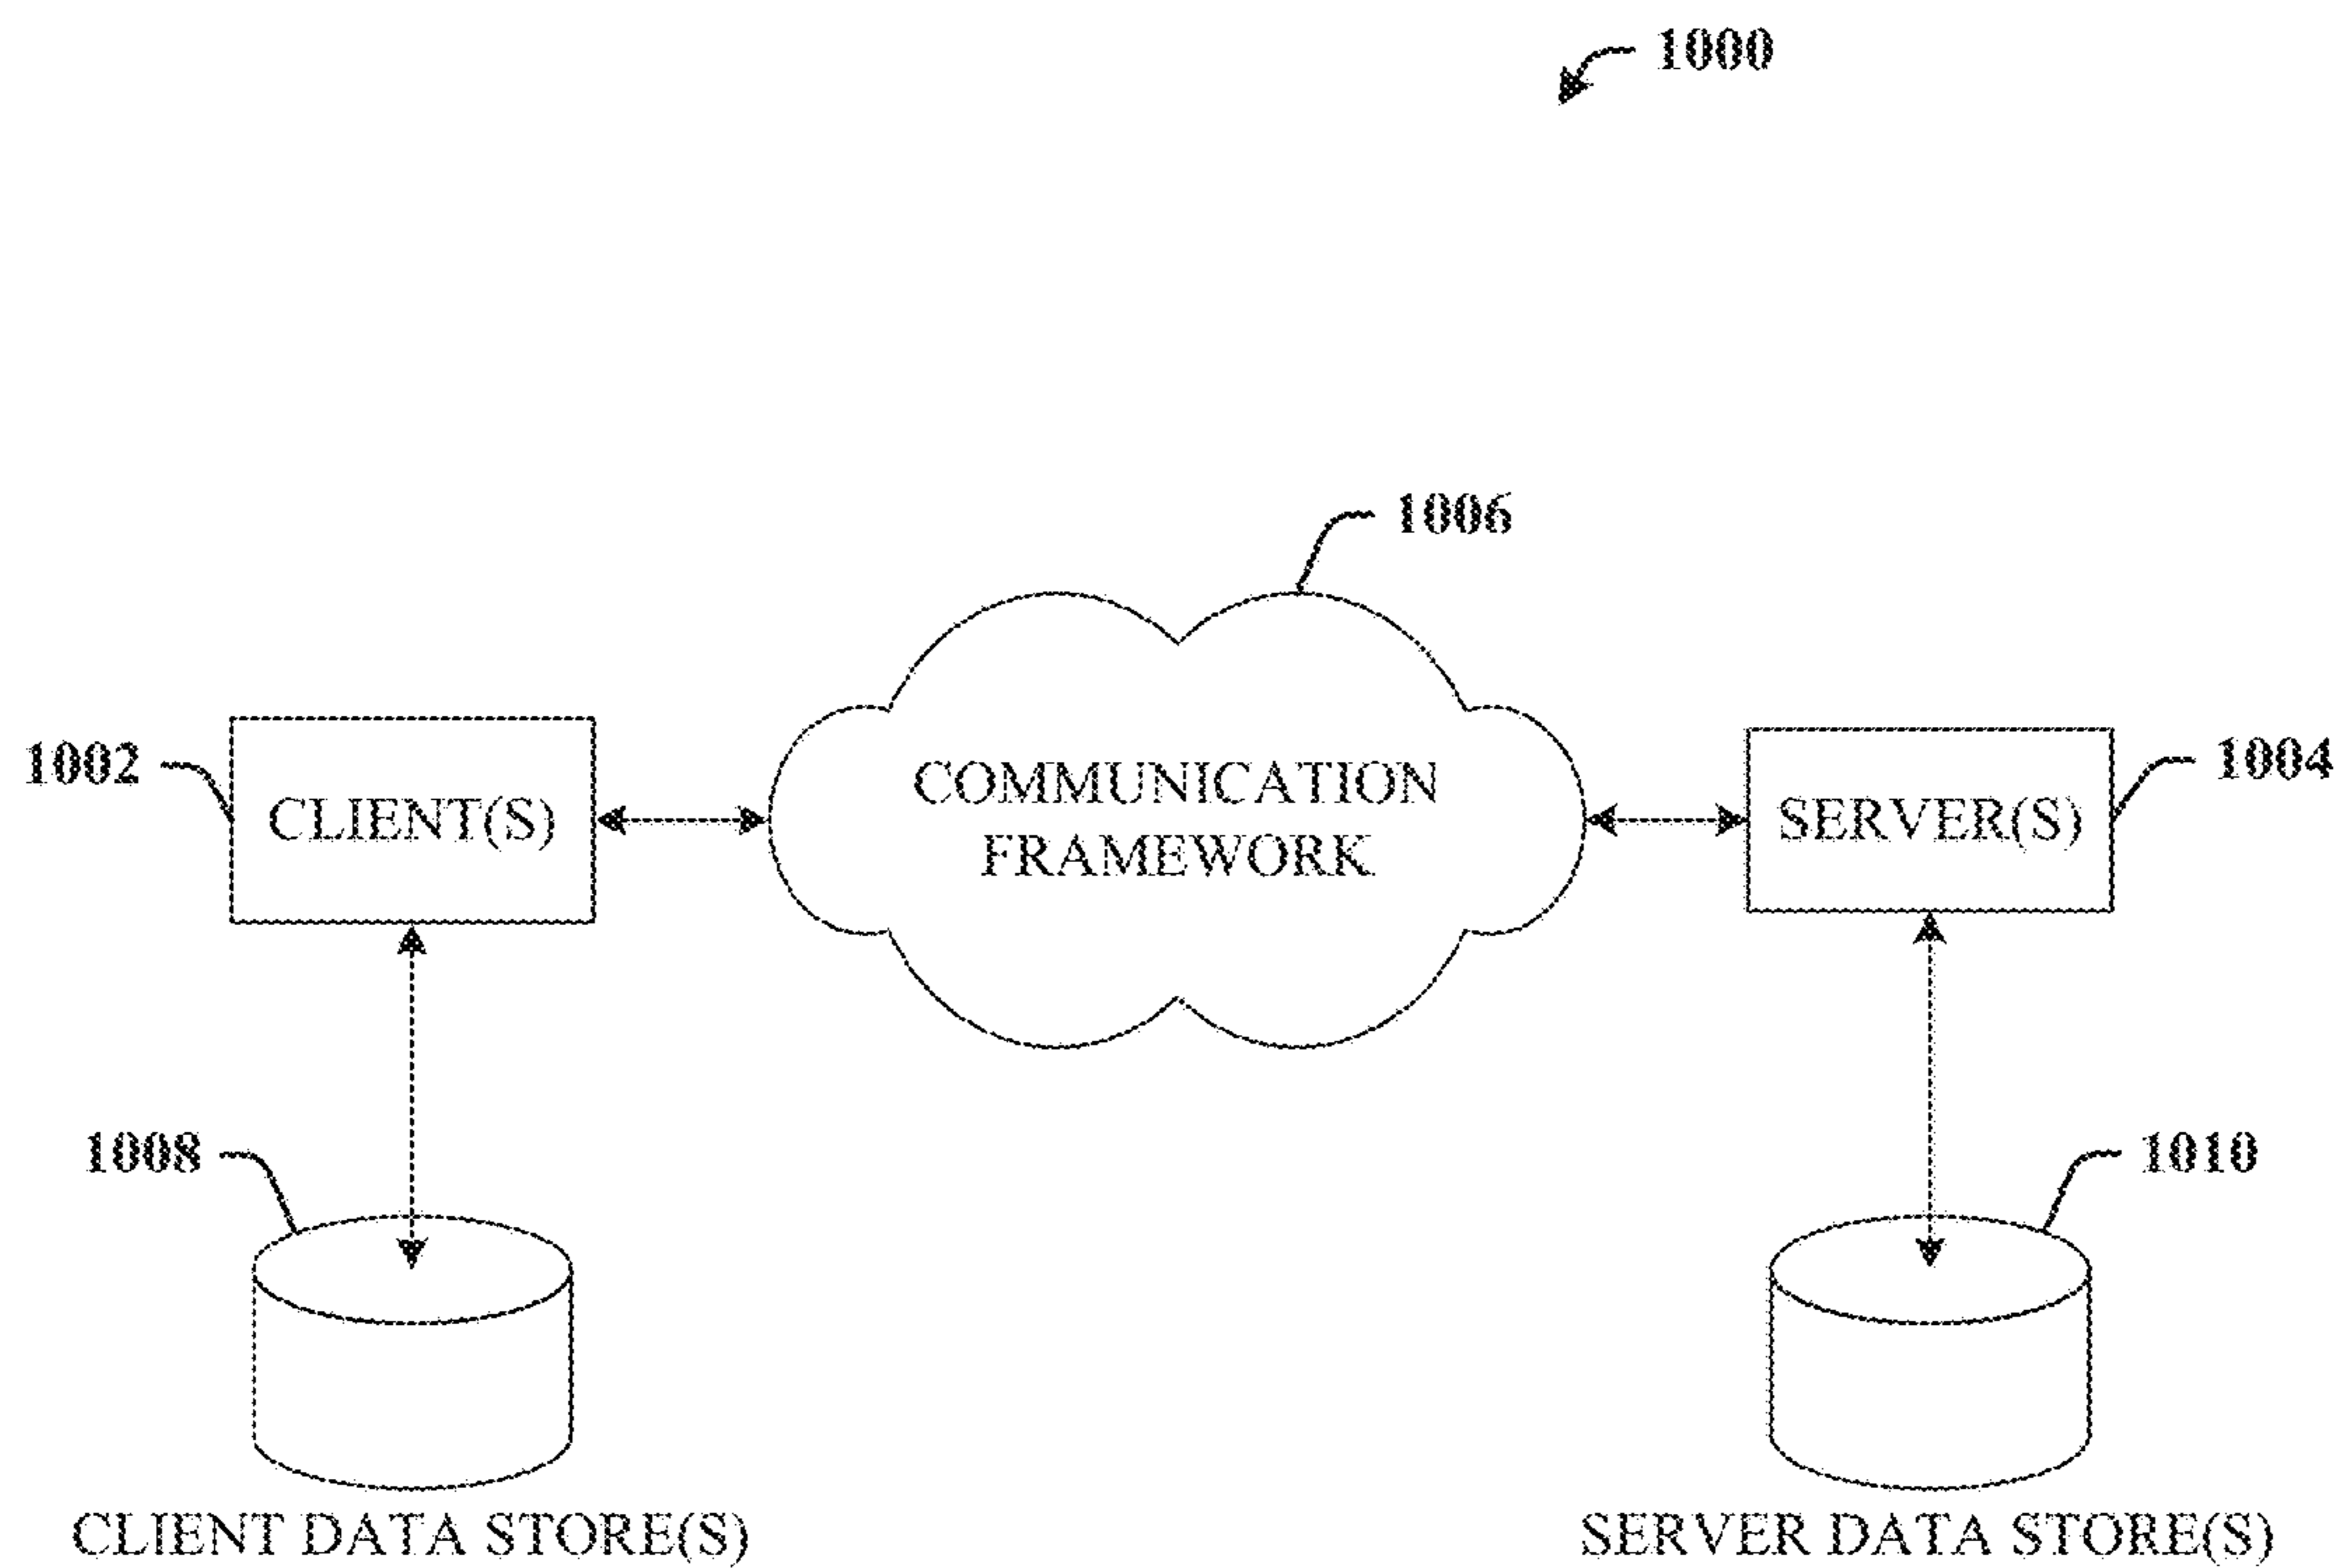 1000
1006
1002
CLIENT(S)
COMMUNICATION
FRAMEWORK
SERVER(S)
1004
1008
1010
CLIENT DATA STORE(S)
SERVER DATA STORE(S)